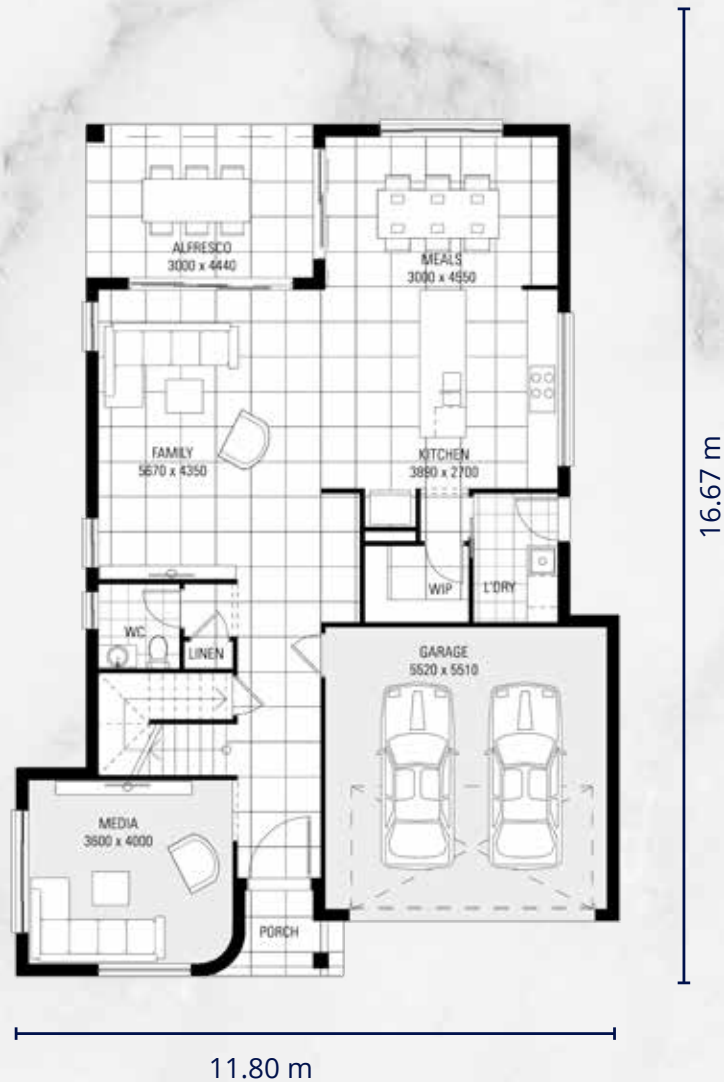 ALFRESCO
3000 x 4440
MEALS
3000 x 4550
FAMILY
5670 x 4350
KITCHEN
3890 x 2700
WIP
L'DRY
WC
LINEN
GARAGE
5520 x 5510
MEDIA
3600 x 4000
PORCH
16.67 m
11.80 m